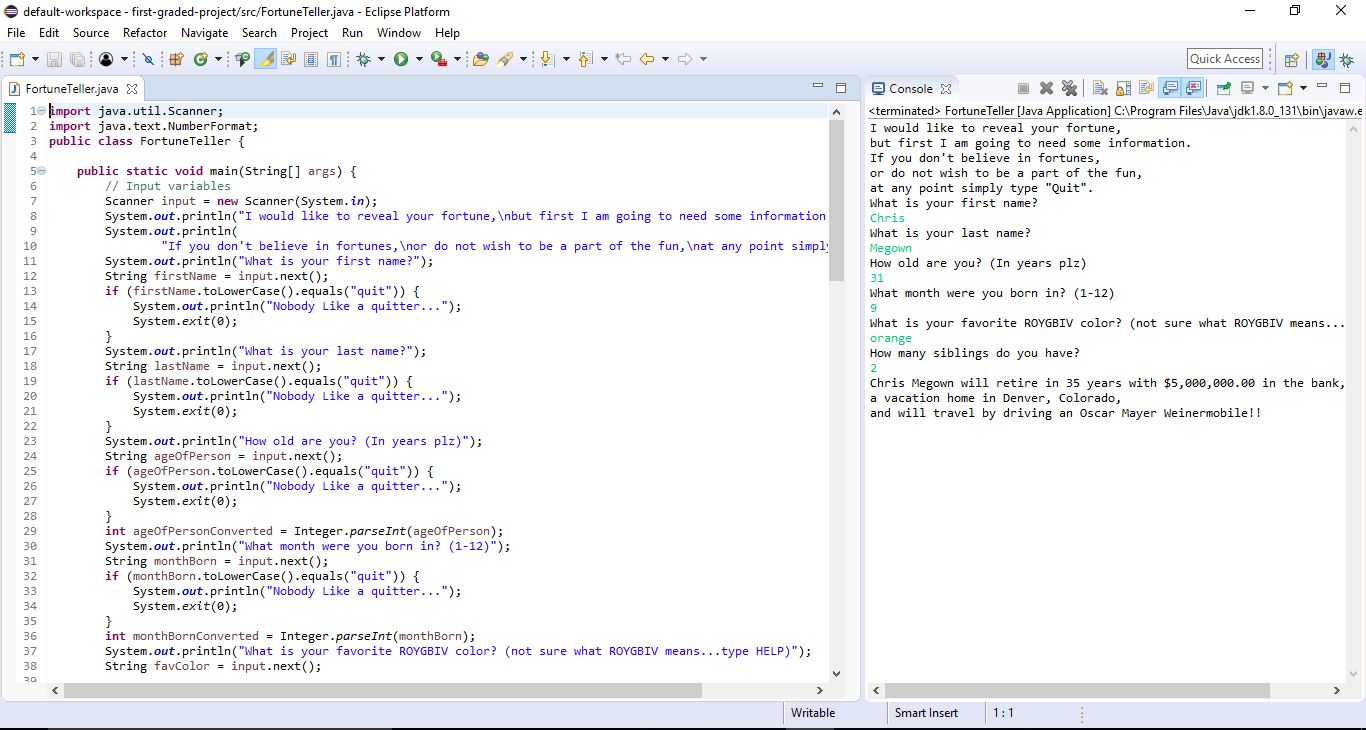 default-workspace - first-graded-project/src/FortuneTeller.java - Eclipse Platform
File Edit Source Refactor Navigate Search Project Run Window Help
Quick Access
FortuneTeller.java
1 import java.util.Scanner;
2 import java.text.NumberFormat;
3 public class FortuneTeller {
4
5 public static void main(String[] args) {
6 // Input variables
7 Scanner input = new Scanner(System.in);
8 System.out.println("I would like to reveal your fortune,\nbut first I am going to need some information
9 System.out.println(
10 "If you don't believe in fortunes,\nor do not wish to be a part of the fun,\nat any point simply
11 System.out.println("What is your first name?");
12 String firstName = input.next();
13 if (firstName.toLowerCase().equals("quit")) {
14 System.out.println("Nobody Like a quitter...");
15 System.exit(0);
16 }
17 System.out.println("What is your last name?");
18 String lastName = input.next();
19 if (lastName.toLowerCase().equals("quit")) {
20 System.out.println("Nobody Like a quitter...");
21 System.exit(0);
22 }
23 System.out.println("How old are you? (In years plz)");
24 String ageOfPerson = input.next();
25 if (ageOfPerson.toLowerCase().equals("quit")) {
26 System.out.println("Nobody Like a quitter...");
27 System.exit(0);
28 }
29 int ageOfPersonConverted = Integer.parseInt(ageOfPerson);
30 System.out.println("What month were you born in? (1-12)");
31 String monthBorn = input.next();
32 if (monthBorn.toLowerCase().equals("quit")) {
33 System.out.println("Nobody Like a quitter...");
34 System.exit(0);
35 }
36 int monthBornConverted = Integer.parseInt(monthBorn);
37 System.out.println("What is your favorite ROYGBIV color? (not sure what ROYGBIV means...type HELP)");
38 String favColor = input.next();
39
Console
<terminated> FortuneTeller [Java Application] C:\Program Files\Java\jdk1.8.0_131\bin\javaw.e
I would like to reveal your fortune,
but first I am going to need some information.
If you don't believe in fortunes,
or do not wish to be a part of the fun,
at any point simply type "Quit".
What is your first name?
Chris
What is your last name?
Megown
How old are you? (In years plz)
31
What month were you born in? (1-12)
9
What is your favorite ROYGBIV color? (not sure what ROYGBIV means...
orange
How many siblings do you have?
2
Chris Megown will retire in 35 years with $5,000,000.00 in the bank,
a vacation home in Denver, Colorado,
and will travel by driving an Oscar Mayer Weinermobile!!
Writable Smart Insert 1 : 1